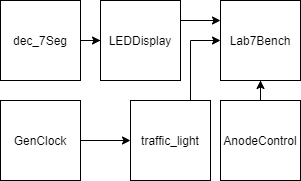 dec_7Seg
LEDDisplay
Lab7Bench
GenClock
traffic_light
AnodeControl